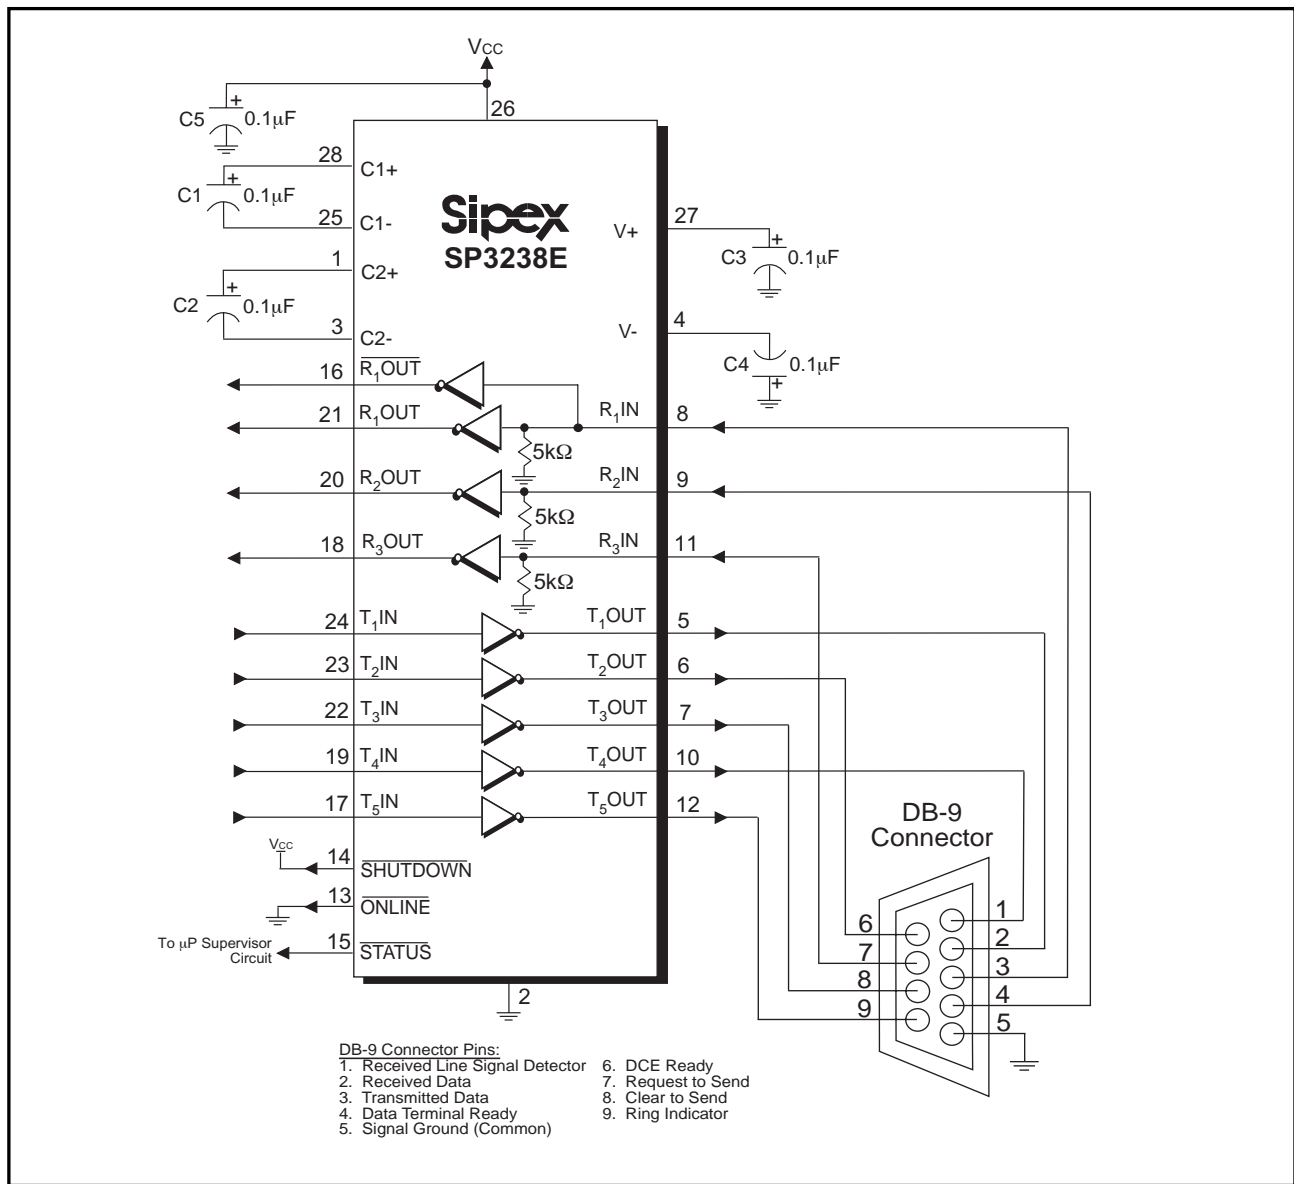 VCC
26
C5
+
0.1µF
28
C1+
C1
+
0.1µF
25
C1-
Sipex
SP3238E
V+
27
C3
+
0.1µF
1
C2+
C2
+
0.1µF
3
C2-
V-
4
C4
0.1µF
+
16
R1OUT
21
R1OUT
R1IN
8
5kΩ
20
R2OUT
R2IN
9
5kΩ
18
R3OUT
R3IN
11
5kΩ
24
T1IN
T1OUT
5
23
T2IN
T2OUT
6
22
T3IN
T3OUT
7
19
T4IN
T4OUT
10
17
T5IN
T5OUT
12
VCC
14
SHUTDOWN
13
ONLINE
To µP Supervisor
Circuit
15
STATUS
2
DB-9
Connector
1
6
2
7
3
8
4
9
5
DB-9 Connector Pins:
1. Received Line Signal Detector
2. Received Data
3. Transmitted Data
4. Data Terminal Ready
5. Signal Ground (Common)
6. DCE Ready
7. Request to Send
8. Clear to Send
9. Ring Indicator